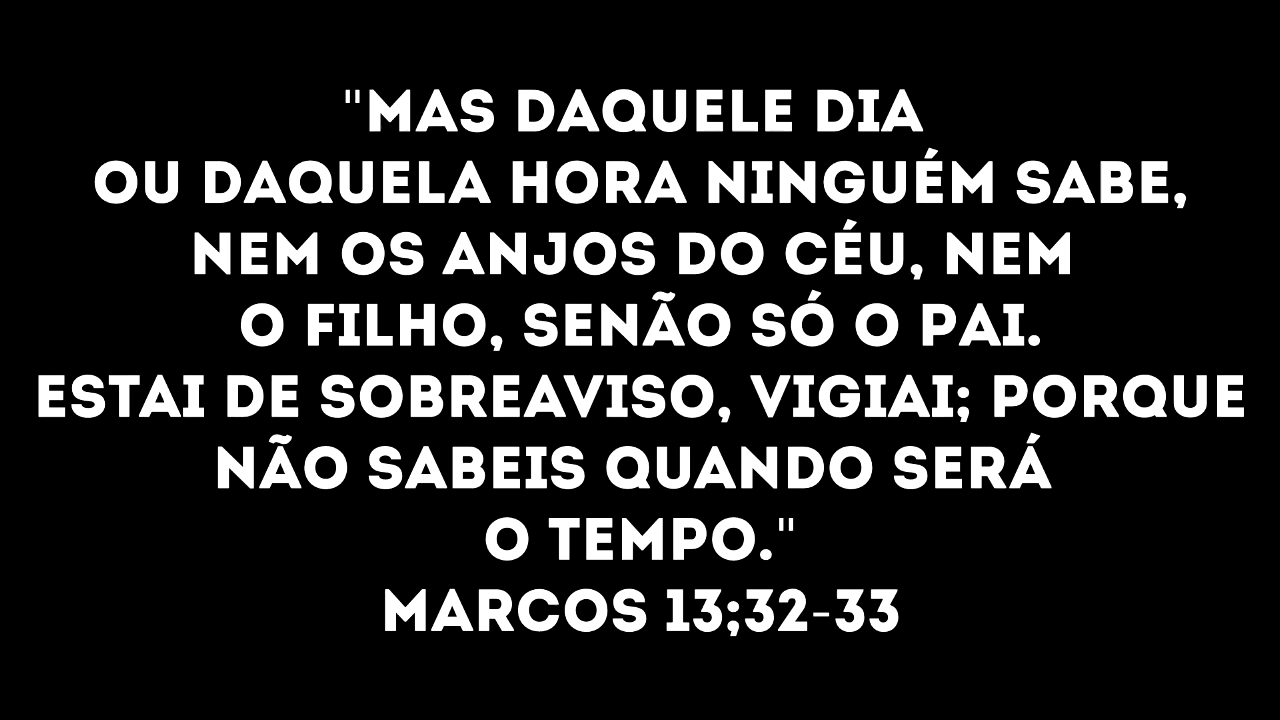 "MAS DAQUELE DIA
OU DAQUELA HORA NINGUÉM SABE,
NEM OS ANJOS DO CÉU, NEM
O FILHO, SENÃO SÓ O PAI.
ESTAI DE SOBREAVISO, VIGIAI; PORQUE
NÃO SABEIS QUANDO SERÁ
O TEMPO."
MARCOS 13;32-33